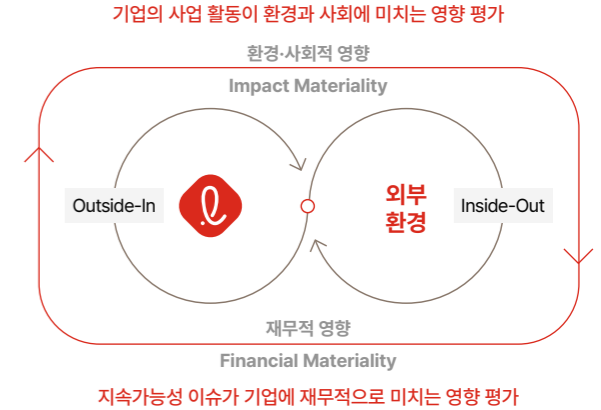 기업의 사업 활동이 환경과 사회에 미치는 영향 평가
환경·사회적 영향
Impact Materiality
Outside-In
외부
환경
Inside-Out
재무적 영향
Financial Materiality
지속가능성 이슈가 기업에 재무적으로 미치는 영향 평가